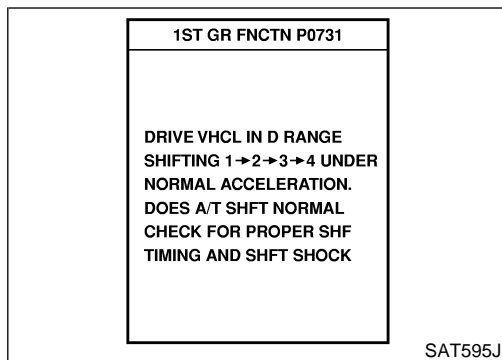 1ST GR FNCTN P0731
DRIVE VHCL IN D RANGE
SHIFTING 1→2→3→4 UNDER
NORMAL ACCELERATION.
DOES A/T SHFT NORMAL
CHECK FOR PROPER SHF
TIMING AND SHFT SHOCK
SAT595J